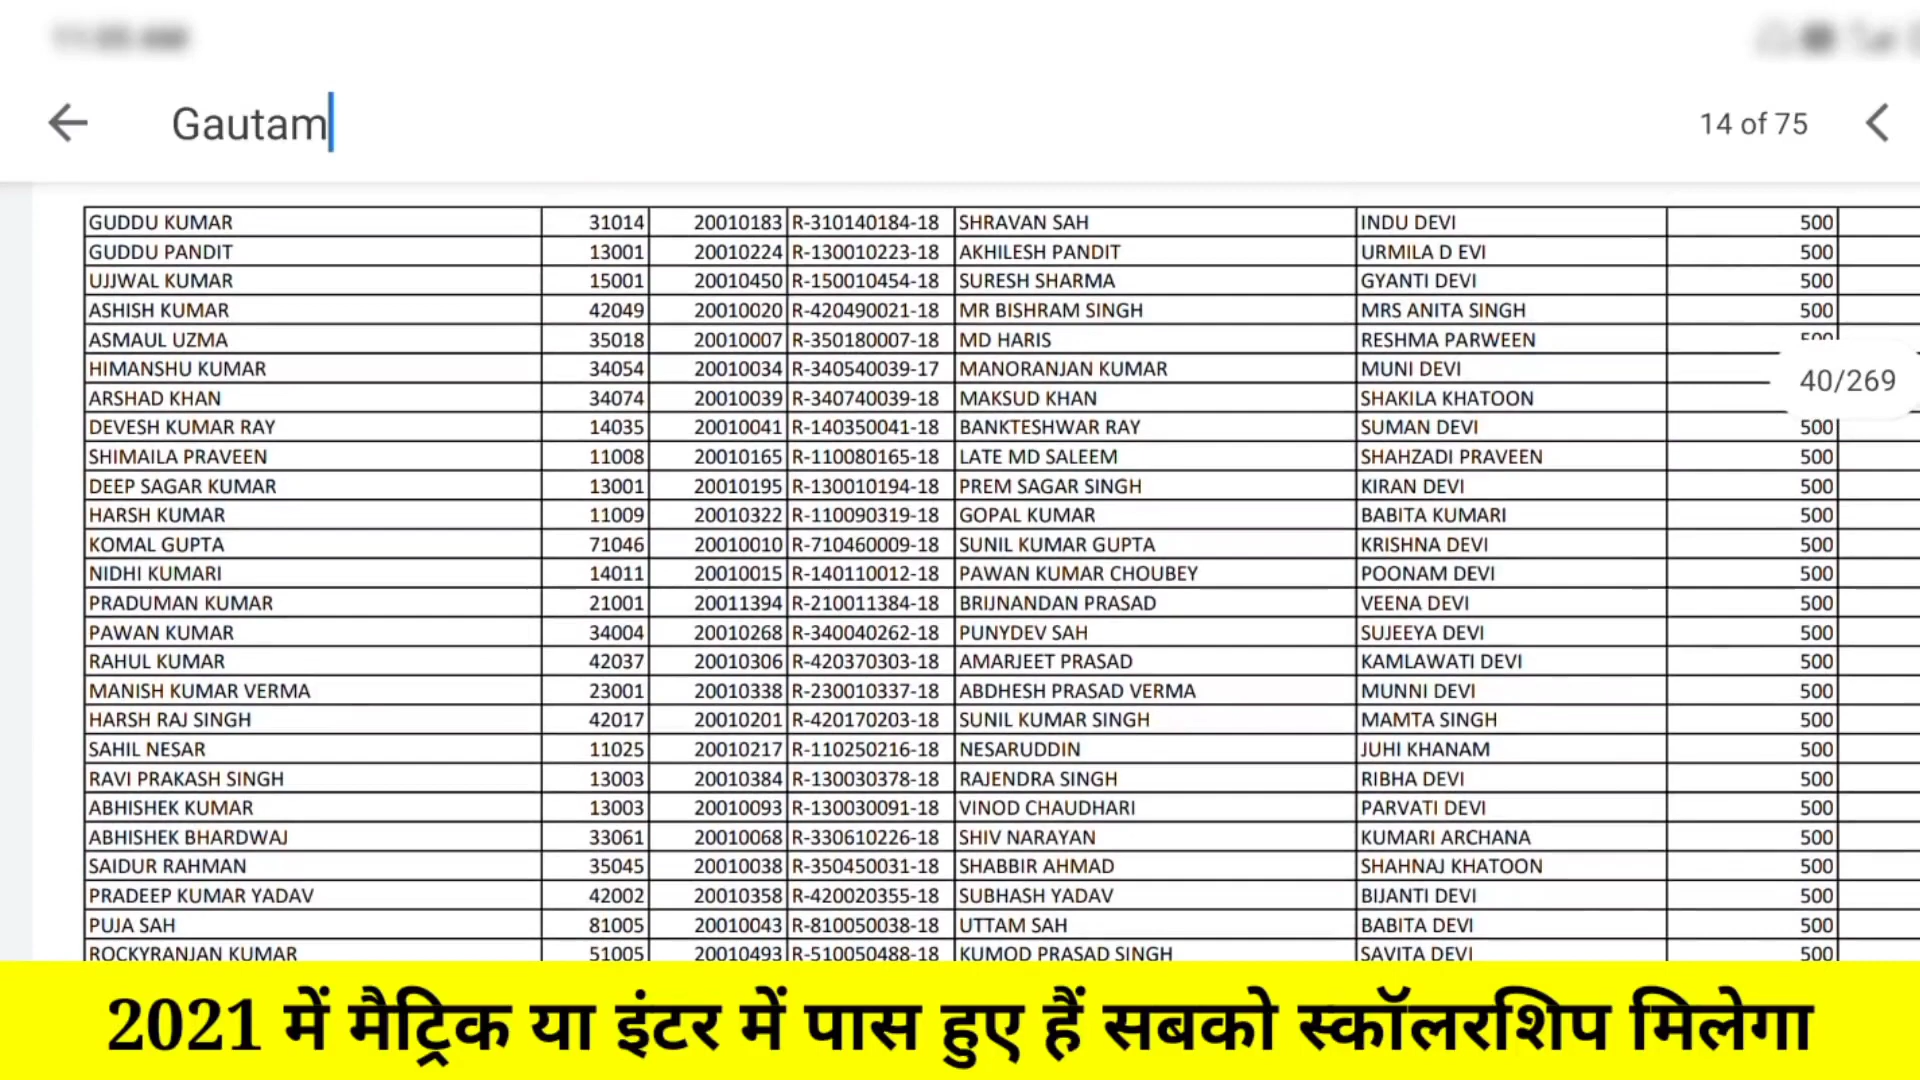 Gautam
14 of 75
GUDDU KUMAR 31014 20010183 R-310140184-18 SHRAVAN SAH INDU DEVI 500
GUDDU PANDIT 13001 20010224 R-130010223-18 AKHILESH PANDIT URMILA D EVI 500
UJJWAL KUMAR 15001 20010450 R-150010454-18 SURESH SHARMA GYANTI DEVI 500
ASHISH KUMAR 42049 20010020 R-420490021-18 MR BISHRAM SINGH MRS ANITA SINGH 500
ASMAUL UZMA 35018 20010007 R-350180007-18 MD HARIS RESHMA PARWEEN 500
HIMANSHU KUMAR 34054 20010034 R-340540039-17 MANORANJAN KUMAR MUNI DEVI
40/269
ARSHAD KHAN 34074 20010039 R-340740039-18 MAKSUD KHAN SHAKILA KHATOON
DEVESH KUMAR RAY 14035 20010041 R-140350041-18 BANKTESHWAR RAY SUMAN DEVI 500
SHIMAILA PRAVEEN 11008 20010165 R-110080165-18 LATE MD SALEEM SHAHZADI PRAVEEN 500
DEEP SAGAR KUMAR 13001 20010195 R-130010194-18 PREM SAGAR SINGH KIRAN DEVI 500
HARSH KUMAR 11009 20010322 R-110090319-18 GOPAL KUMAR BABITA KUMARI 500
KOMAL GUPTA 71046 20010010 R-710460009-18 SUNIL KUMAR GUPTA KRISHNA DEVI 500
NIDHI KUMARI 14011 20010015 R-140110012-18 PAWAN KUMAR CHOUBEY POONAM DEVI 500
PRADUMAN KUMAR 21001 20011394 R-210011384-18 BRIJNANDAN PRASAD VEENA DEVI 500
PAWAN KUMAR 34004 20010268 R-340040262-18 PUNYDEV SAH SUJEEYA DEVI 500
RAHUL KUMAR 42037 20010306 R-420370303-18 AMARJEET PRASAD KAMLAWATI DEVI 500
MANISH KUMAR VERMA 23001 20010338 R-230010337-18 ABDHESH PRASAD VERMA MUNNI DEVI 500
HARSH RAJ SINGH 42017 20010201 R-420170203-18 SUNIL KUMAR SINGH MAMTA SINGH 500
SAHIL NESAR 11025 20010217 R-110250216-18 NESARUDDIN JUHI KHANAM 500
RAVI PRAKASH SINGH 13003 20010384 R-130030378-18 RAJENDRA SINGH RIBHA DEVI 500
ABHISHEK KUMAR 13003 20010093 R-130030091-18 VINOD CHAUDHARI PARVATI DEVI 500
ABHISHEK BHARDWAJ 33061 20010068 R-330610226-18 SHIV NARAYAN KUMARI ARCHANA 500
SAIDUR RAHMAN 35045 20010038 R-350450031-18 SHABBIR AHMAD SHAHNAJ KHATOON 500
PRADEEP KUMAR YADAV 42002 20010358 R-420020355-18 SUBHASH YADAV BIJANTI DEVI 500
PUJA SAH 81005 20010043 R-810050038-18 UTTAM SAH BABITA DEVI 500
ROCKYRANJAN KUMAR 51005 20010493 R-510050488-18 KUMOD PRASAD SINGH SAVITA DEVI 500
2021 में मैट्रिक या इंटर में पास हुए हैं सबको स्कॉलरशिप मिलेगा